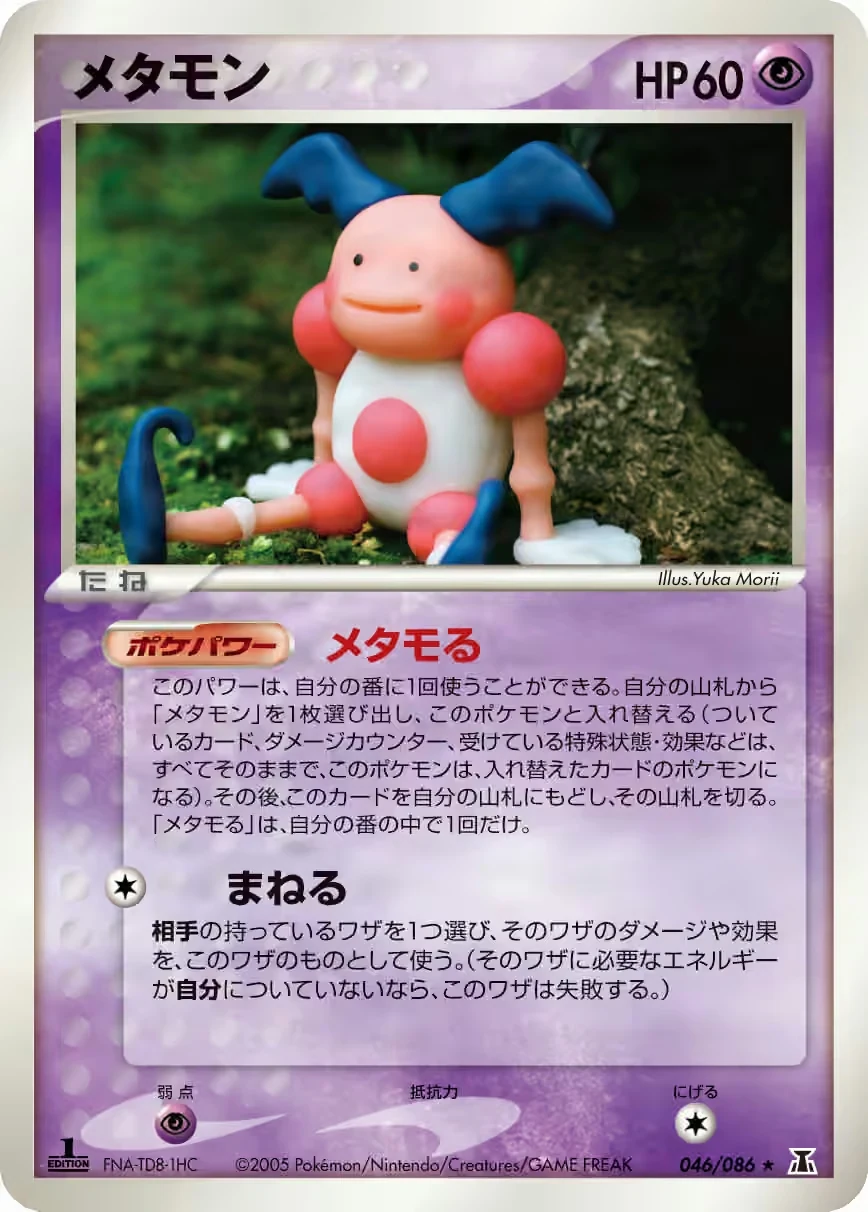 メタモン
HP60
たね
Illus.Yuka Morii
ポケパワー メタモる
このパワーは、自分の番に1回使うことができる。自分の山札から
「メタモン」を1枚選び出し、このポケモンと入れ替える(ついて
いるカード、ダメージカウンター、受けている特殊状態・効果などは、
すべてそのままで、このポケモンは、入れ替えたカードのポケモンに
なる)。その後、このカードを自分の山札にもどし、その山札を切る。
「メタモる」は、自分の番の中で1回だけ。
まねる
相手の持っているワザを1つ選び、そのワザのダメージや効果
を、このワザのものとして使う。(そのワザに必要なエネルギー
が自分についていないなら、このワザは失敗する。)
弱点 抵抗力 にげる
1 EDITION FNA-TD8-1HC ©2005 Pokémon/Nintendo/Creatures/GAME FREAK 046/086 ★